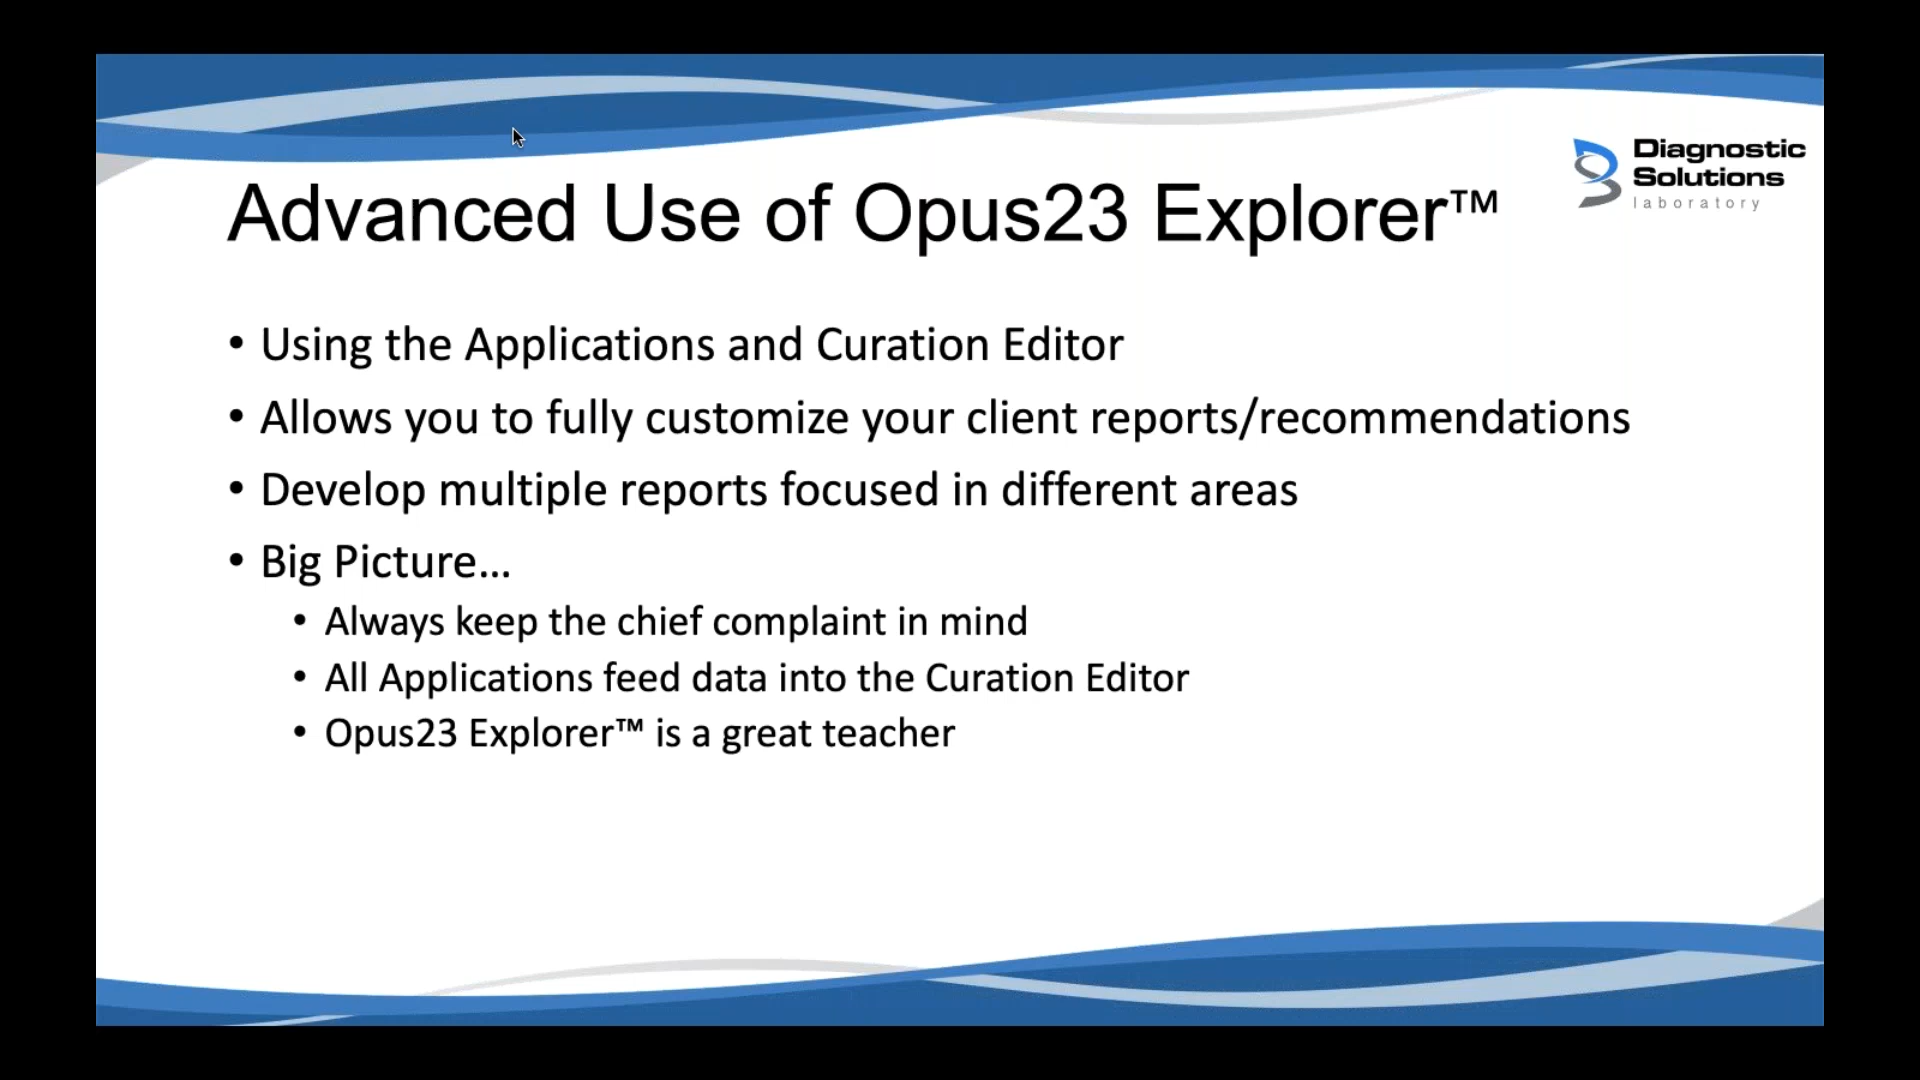 Diagnostic
Solutions
laboratory
Advanced Use of Opus23 Explorer™
• Using the Applications and Curation Editor
• Allows you to fully customize your client reports/recommendations
• Develop multiple reports focused in different areas
• Big Picture...
• Always keep the chief complaint in mind
• All Applications feed data into the Curation Editor
• Opus23 Explorer™ is a great teacher